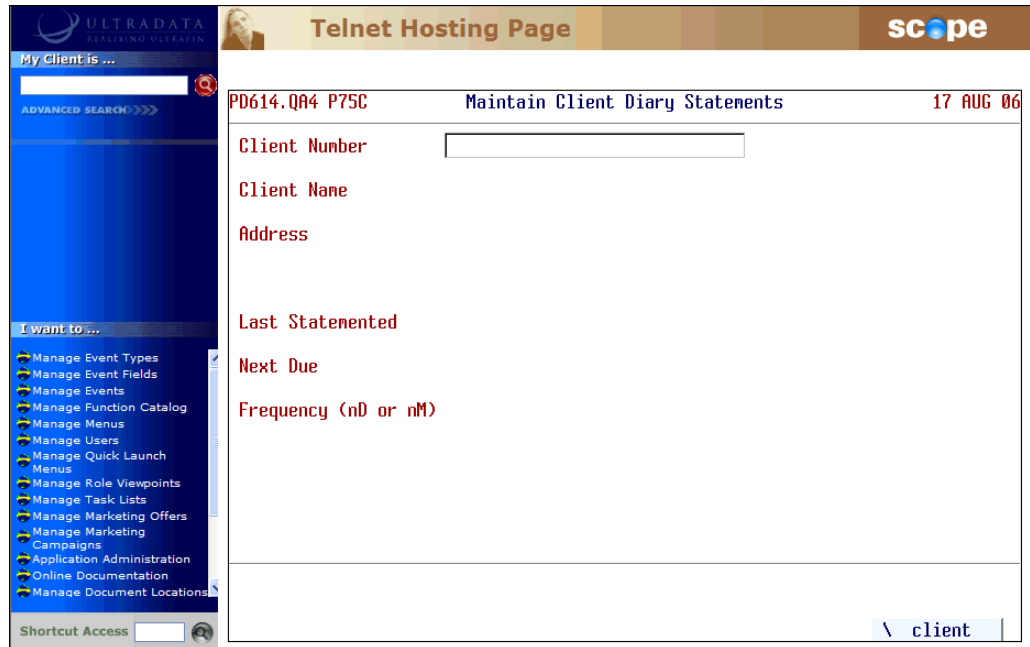 ULTRADATA
REALISING ULTRAFIN
Telnet Hosting Page
scope
My Client is ...
ADVANCED SEARCH
PD614.QA4 P75C Maintain Client Diary Statements 17 AUG 06
Client Number
Client Name
Address
Last Statemented
Next Due
Frequency (nD or nM)
I want to ...
Manage Event Types
Manage Event Fields
Manage Events
Manage Function Catalog
Manage Menus
Manage Users
Manage Quick Launch
Menus
Manage Role Viewpoints
Manage Task Lists
Manage Marketing Offers
Manage Marketing
Campaigns
Application Administration
Online Documentation
Manage Document Locations
Shortcut Access
\ client